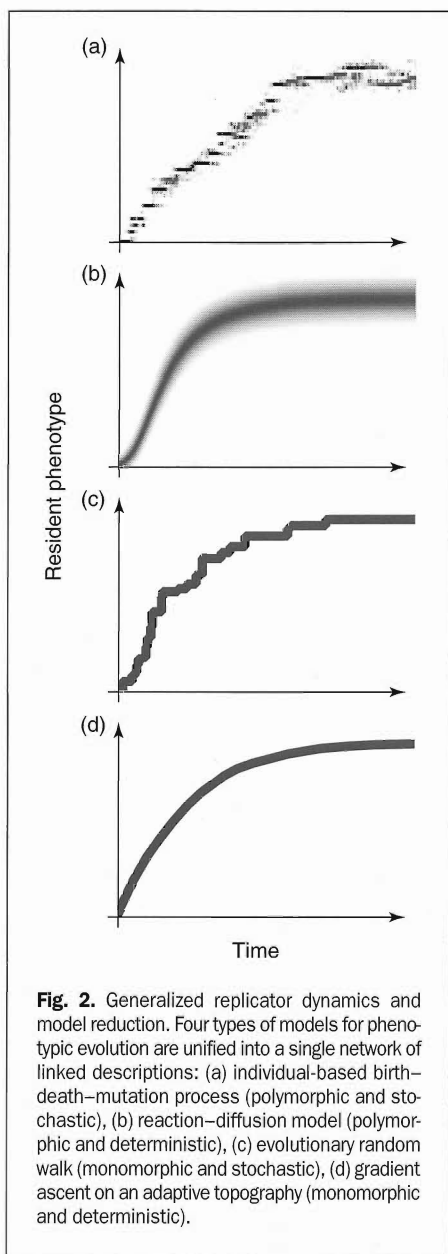 (a)
(b)
(c)
(d)
Resident phenotype
Time
Fig. 2. Generalized replicator dynamics and
model reduction. Four types of models for pheno-
typic evolution are unified into a single network of
linked descriptions: (a) individual-based birth–
death–mutation process (polymorphic and sto-
chastic), (b) reaction–diffusion model (polymor-
phic and deterministic), (c) evolutionary random
walk (monomorphic and stochastic), (d) gradient
ascent on an adaptive topography (monomorphic
and deterministic).